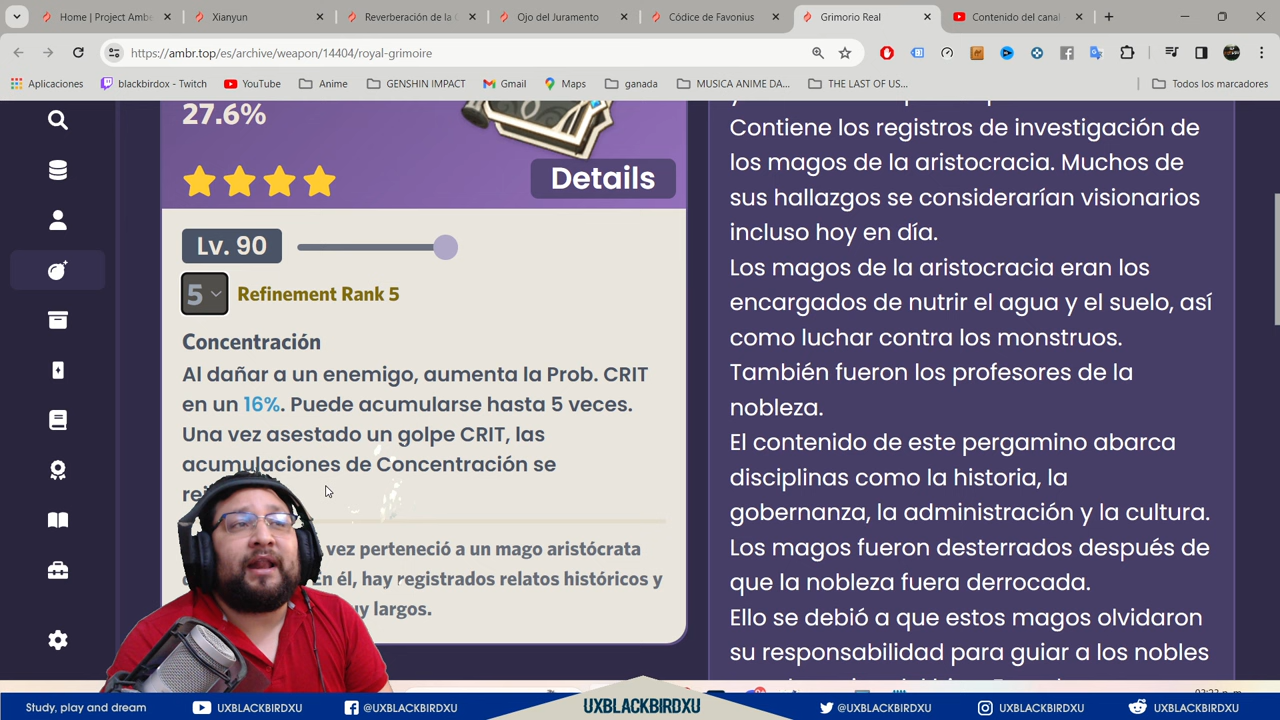 Home | Project Ambe
Xianyun
Reverberación de la C
Ojo del Juramento
Códice de Favonius
Grimorio Real
Contenido del canal
https://ambr.top/es/archive/weapon/14404/royal-grimoire
Aplicaciones
blackbirdox - Twitch
YouTube
Anime
GENSHIN IMPACT
Gmail
Maps
ganada
MUSICA ANIME DA...
THE LAST OF US...
Todos los marcadores
27.6%
Details
Lv. 90
5
Refinement Rank 5
Concentración
Al dañar a un enemigo, aumenta la Prob. CRIT
en un 16%. Puede acumularse hasta 5 veces.
Una vez asestado un golpe CRIT, las
acumulaciones de Concentración se
vez perteneció a un mago aristócrata
En él, hay registrados relatos históricos y
largos.
Contiene los registros de investigación de
los magos de la aristocracia. Muchos de
sus hallazgos se considerarían visionarios
incluso hoy en día.
Los magos de la aristocracia eran los
encargados de nutrir el agua y el suelo, así
como luchar contra los monstruos.
También fueron los profesores de la
nobleza.
El contenido de este pergamino abarca
disciplinas como la historia, la
gobernanza, la administración y la cultura.
Los magos fueron desterrados después de
que la nobleza fuera derrocada.
Ello se debió a que estos magos olvidaron
su responsabilidad para guiar a los nobles
Study, play and dream
UXBLACKBIRDXU
@UXBLACKBIRDXU
UXBLACKBIRDXU
@UXBLACKBIRDXU
UXBLACKBIRDXU
UXBLACKBIRDXU